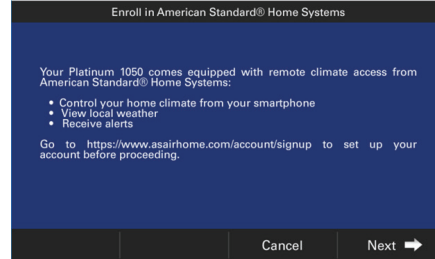 Enroll in American Standard® Home Systems
Your Platinum 1050 comes equipped with remote climate access from
American Standard® Home Systems:
• Control your home climate from your smartphone
• View local weather
• Receive alerts
Go to https://www.asairhome.com/account/signup to set up your
account before proceeding.
Cancel
Next